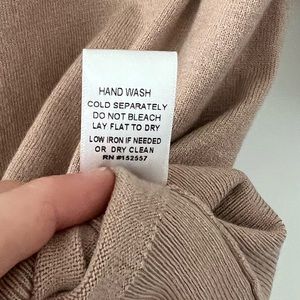 HAND WASH
COLD SEPARATELY
DO NOT BLEACH
LAY FLAT TO DRY
LOW IRON IF NEEDED
OR DRY CLEAN
RN #152557